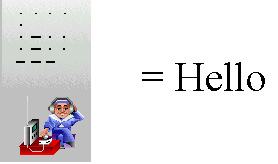 . . . .
.
. - . .
. - . .
- - -
= Hello